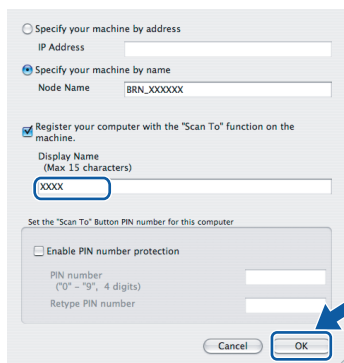 Specify your machine by address
IP Address
Specify your machine by name
Node Name BRN_XXXXXX
Register your computer with the "Scan To" function on the
machine.
Display Name
(Max 15 characters)
XXXX
Set the "Scan To" Button PIN number for this computer
Enable PIN number protection
PIN number
("0" - "9", 4 digits)
Retype PIN number
Cancel OK